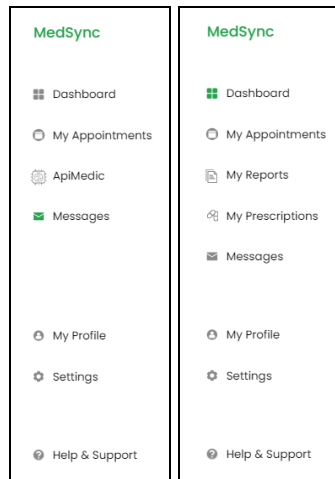 MedSync
Dashboard
My Appointments
ApiMedic
Messages
My Profile
Settings
Help & Support
MedSync
Dashboard
My Appointments
My Reports
My Prescriptions
Messages
My Profile
Settings
Help & Support